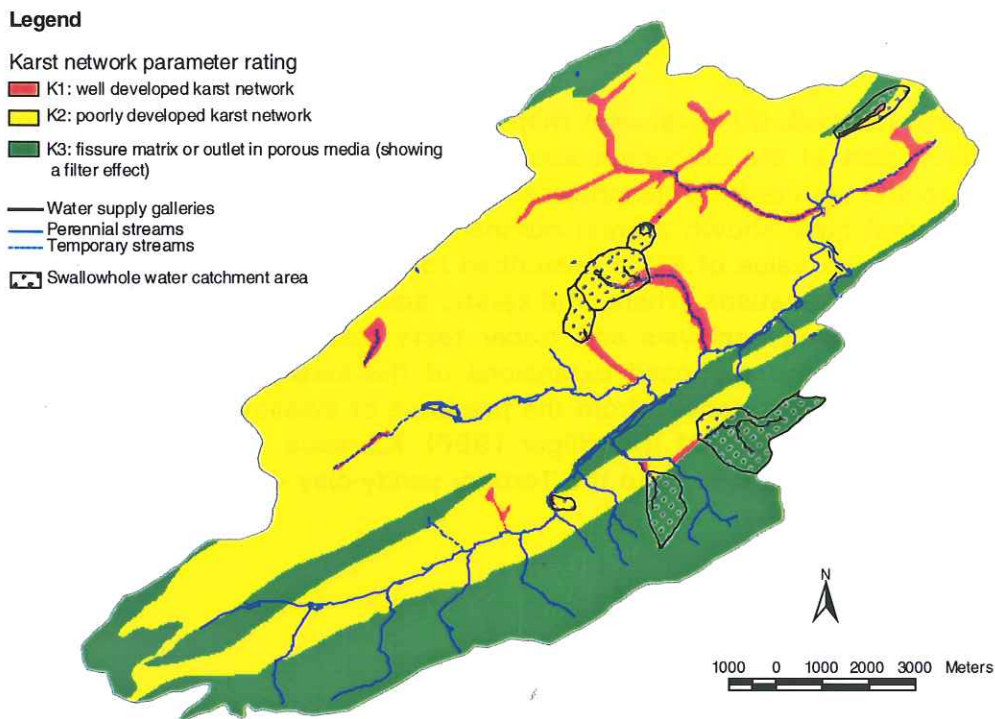 Legend
Karst network parameter rating
K1: well developed karst network
K2: poorly developed karst network
K3: fissure matrix or outlet in porous media (showing
a filter effect)
Water supply galleries
Perennial streams
Temporary streams
Swallowhole water catchment area
N
1000 0 1000 2000 3000 Meters